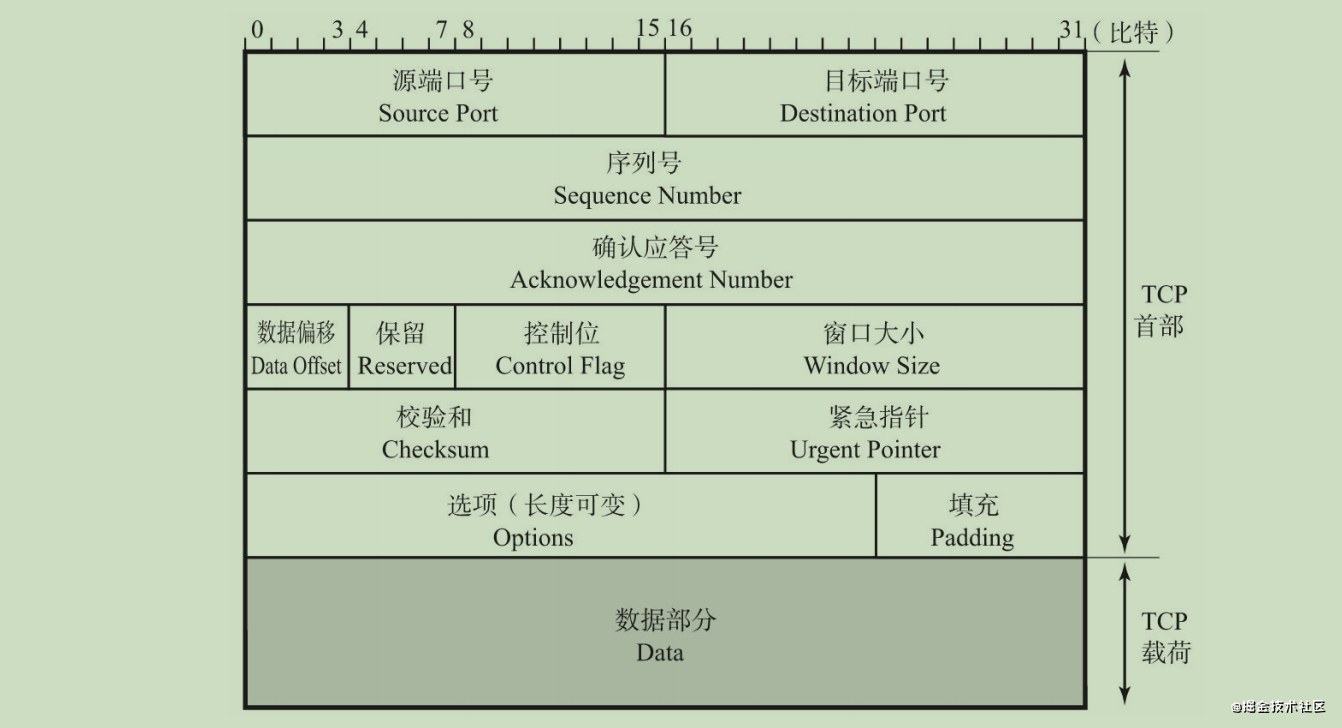 0 3 4 7 8 15 16 31 (比特)
源端口号
Source Port
目标端口号
Destination Port
序列号
Sequence Number
确认应答号
Acknowledgement Number
数据偏移
Data Offset
保留
Reserved
控制位
Control Flag
窗口大小
Window Size
校验和
Checksum
紧急指针
Urgent Pointer
选项(长度可变)
Options
填充
Padding
TCP
首部
数据部分
Data
TCP
载荷
@掘金技术社区